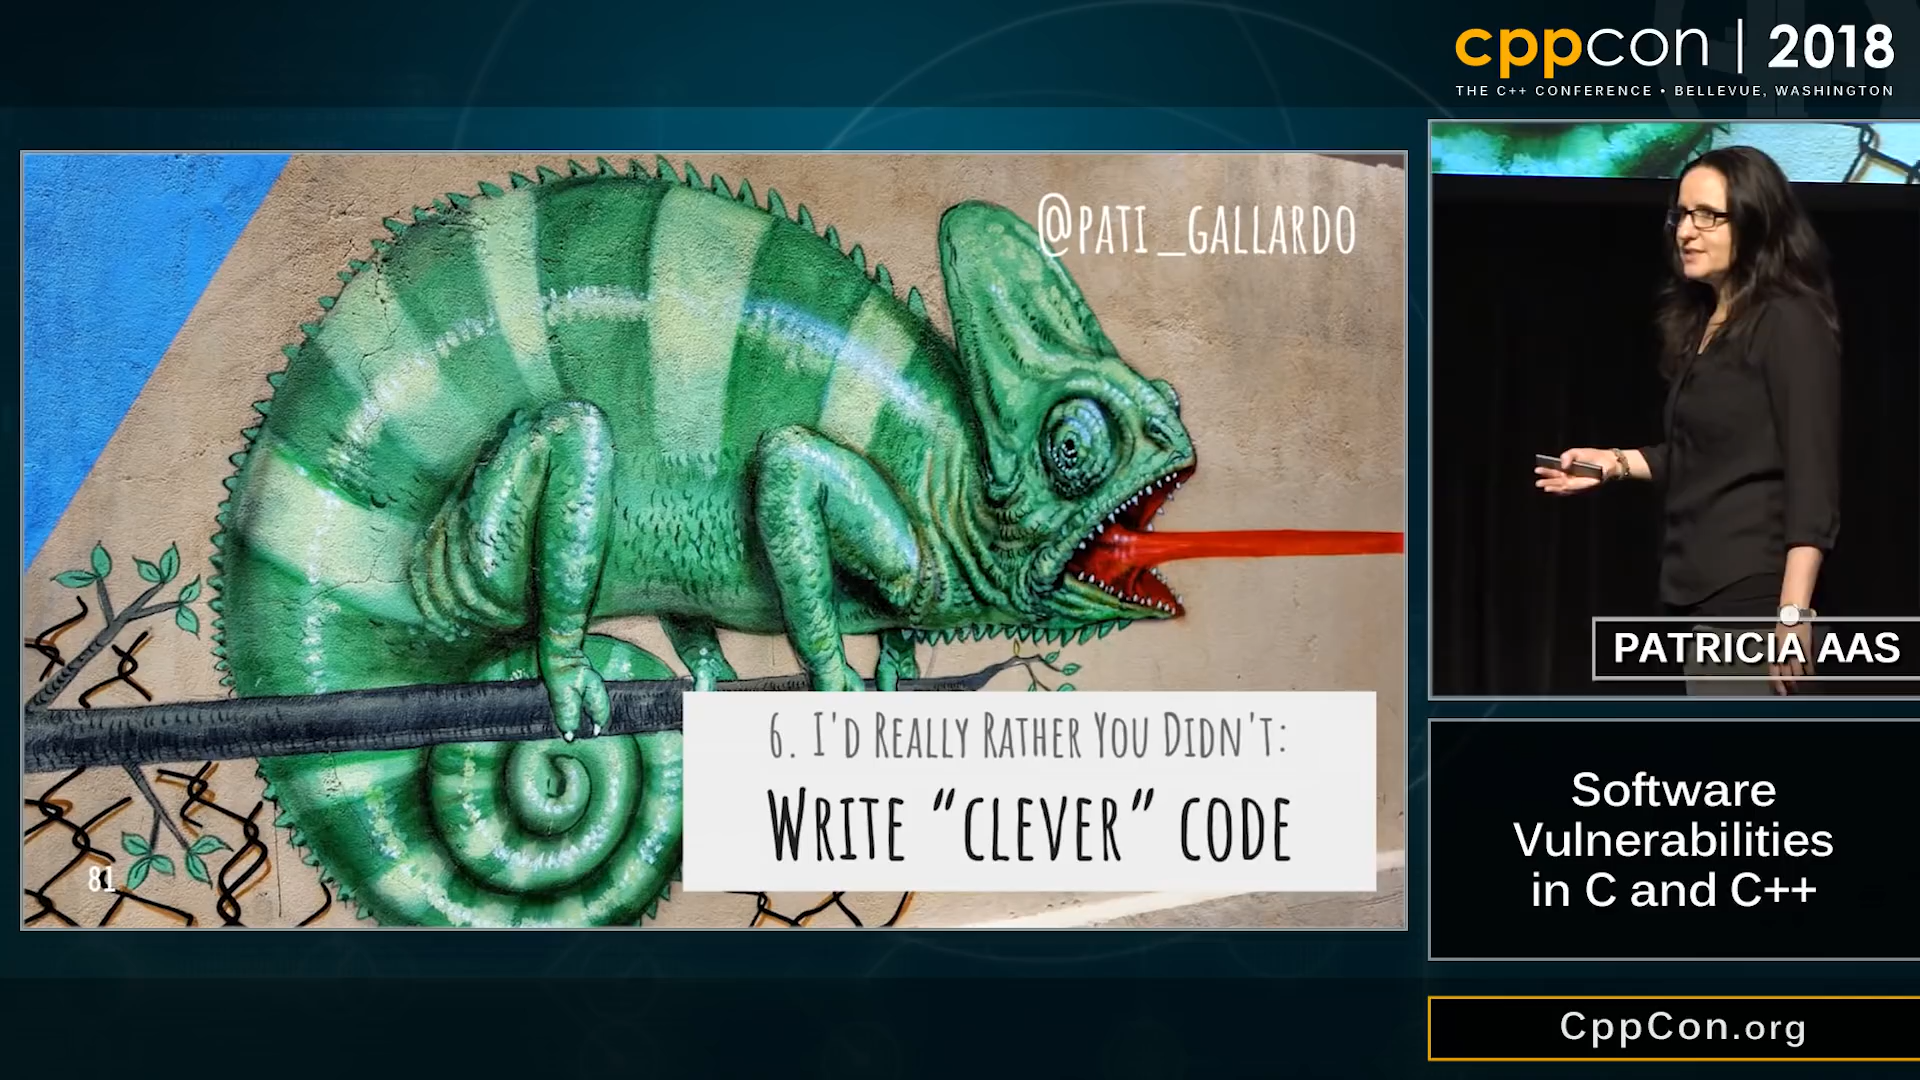 cppcon | 2018
THE C++ CONFERENCE • BELLEVUE, WASHINGTON
@PATI_GALLARDO
6. I'D REALLY RATHER YOU DIDN'T:
WRITE “CLEVER” CODE
81
PATRICIA AAS
Software
Vulnerabilities
in C and C++
CppCon.org